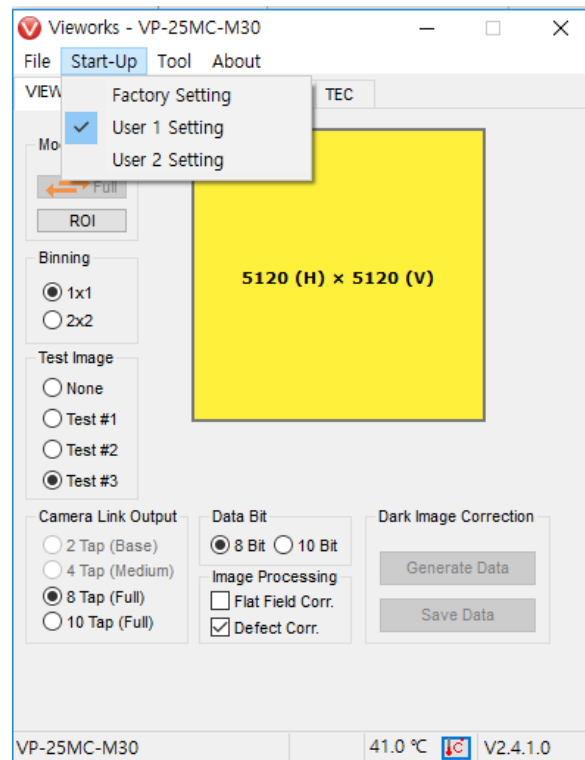 Vieworks - VP-25MC-M30
File Start-Up Tool About
VIEW TEC
Factory Setting
User 1 Setting
User 2 Setting
Full
ROI
Binning
1x1
2x2
5120 (H) × 5120 (V)
Test Image
None
Test #1
Test #2
Test #3
Camera Link Output
2 Tap (Base)
4 Tap (Medium)
8 Tap (Full)
10 Tap (Full)
Data Bit
8 Bit 10 Bit
Image Processing
Flat Field Corr.
Defect Corr.
Dark Image Correction
Generate Data
Save Data
VP-25MC-M30 41.0 ℃ V2.4.1.0